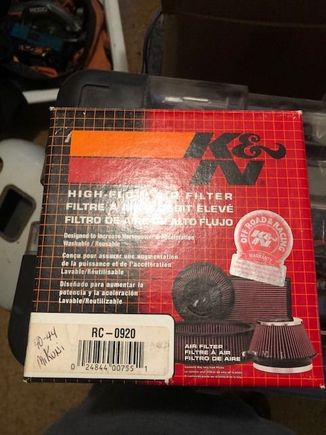 K&N
HIGH-FLOW AIR FILTER
FILTRE À AIR DÉBIT ÉLEVÉ
FILTRO DE AIRE DE ALTO FLUJO
Designed to Increase Horsepower & Acceleration
Washable / Reusable
Conçu pour assurer une augmentation
de la puissance et de l'accélération
Lavable/Réutilisable
Diseñado para aumentar la
potencia y la aceleración
Lavable/Reutilizable
OFF ROAD & RACING
K&N
WARRANTY
RC-0920
0 24844 00755 1
AIR FILTER
FILTRE À AIR
FILTRO DE AIRE